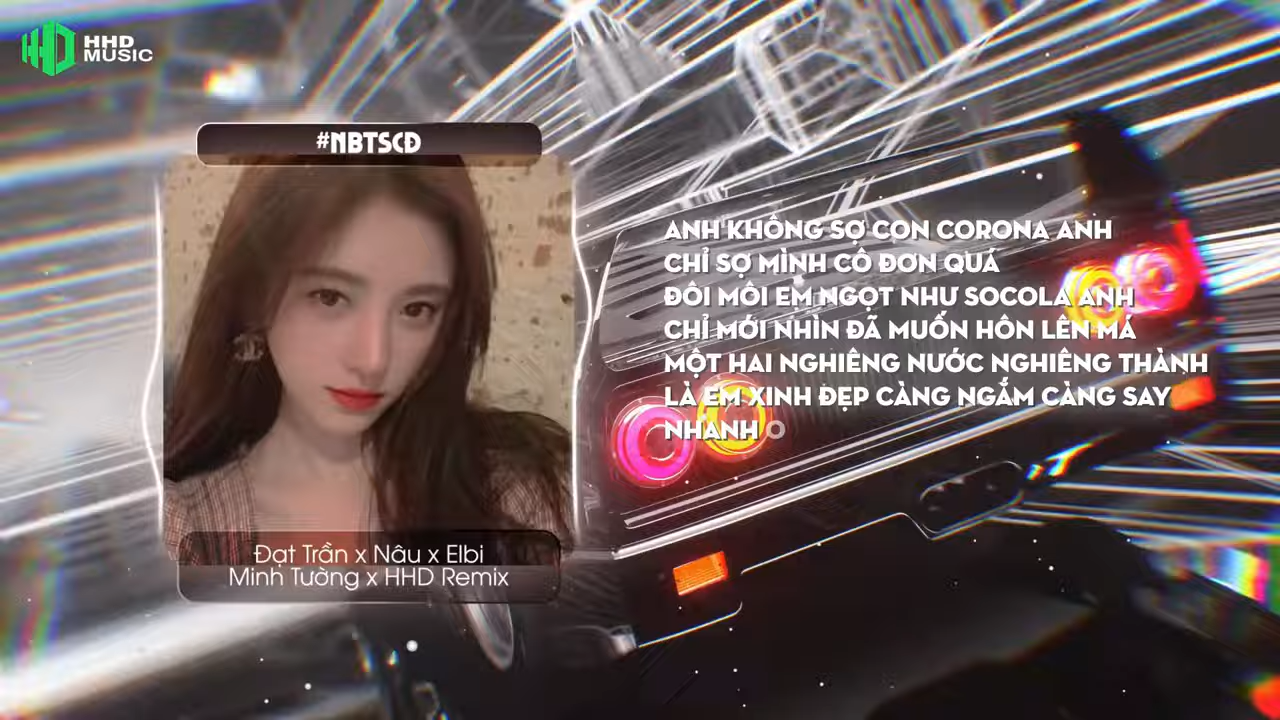 HHD
MUSIC
#NBTSCD
ANH KHÔNG SỢ CON CORONA ANH
CHỈ SỢ MÌNH CÔ ĐƠN QUÁ
ĐÔI MÔI EM NGỌT NHƯ SOCOLA ANH
CHỈ MỚI NHÌN ĐÃ MUỐN HÔN LÊN MÁ
MỘT HAI NGHIÊNG NƯỚC NGHIÊNG THÀNH
LÀ EM XINH ĐẸP CÀNG NGẮM CÀNG SAY
NHANH O
Đạt Trần x Nâu x Elbi
Minh Tường x HHD Remix